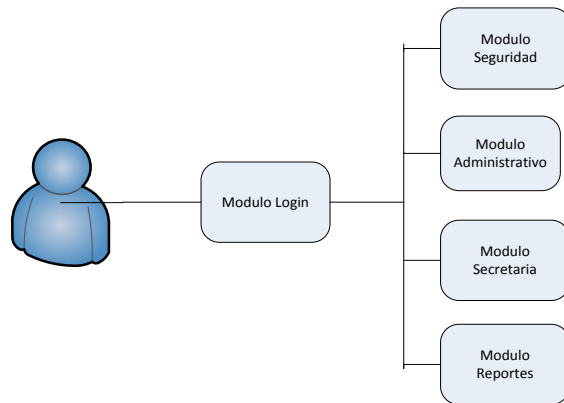 Modulo
Seguridad
Modulo
Administrativo
Modulo Login
Modulo
Secretaria
Modulo
Reportes